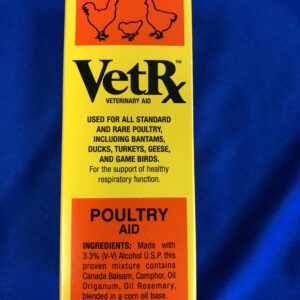 VetRx™
VETERINARY AID
USED FOR ALL STANDARD
AND RARE POULTRY,
INCLUDING BANTAMS,
DUCKS, TURKEYS, GEESE,
AND GAME BIRDS.
For the support of healthy
respiratory function.
POULTRY
AID
INGREDIENTS: Made with
3.3% (V-V) Alcohol U.S.P. this
proven mixture contains
Canada Balsam, Camphor, Oil
Origanum, Oil Rosemary,
blended in a corn oil base.